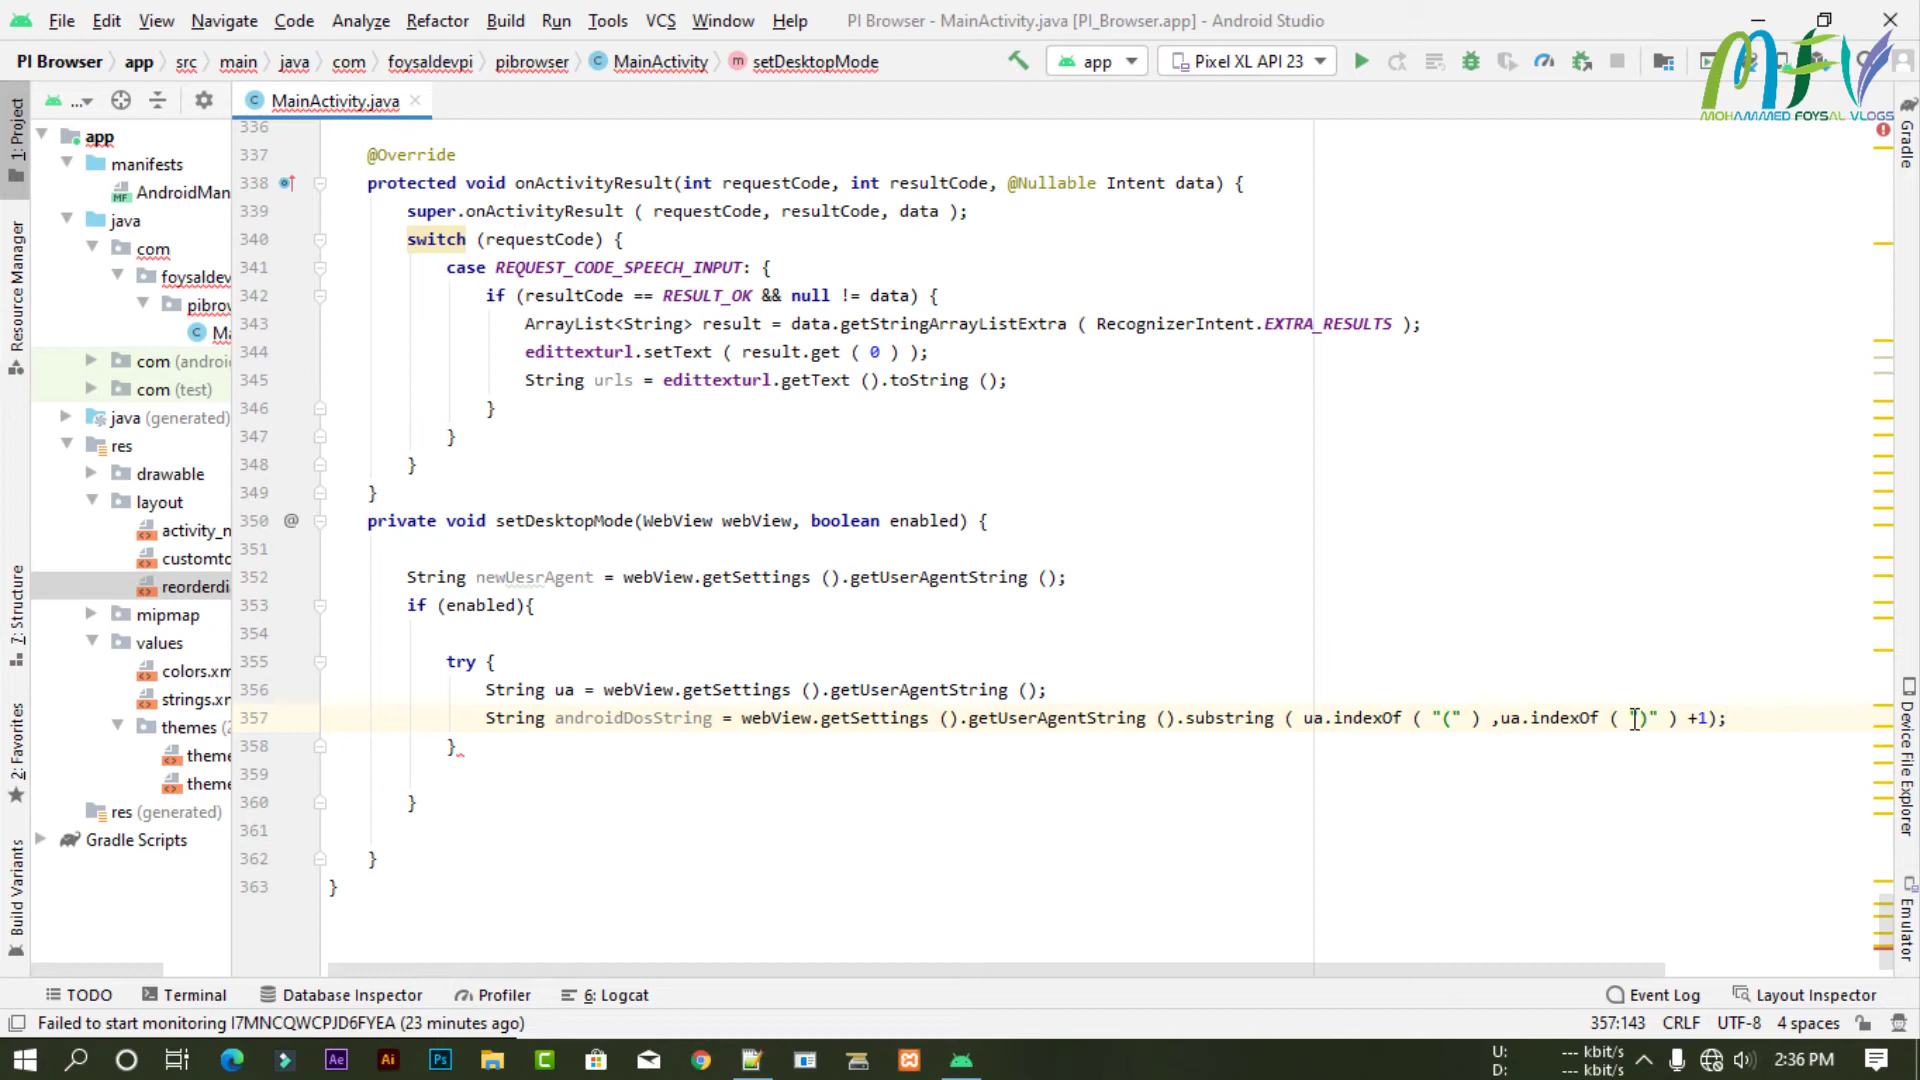 File Edit View Navigate Code Analyze Refactor Build Run Tools VCS Window Help PI Browser - MainActivity.java [PI_Browser.app] - Android Studio
PI Browser app src main java com foysaldevpi pibrowser MainActivity setDesktopMode app Pixel XL API 23
MOHAMMED FOYSAL VLOGS
1: Project
Resource Manager
7: Structure
2: Favorites
Build Variants
...
MainActivity.java
app
manifests
AndroidMan
java
com
foysaldev
pibrow
Ma
com (android
com (test)
java (generated)
res
drawable
layout
activity_m
customto
reorderdi
mipmap
values
colors.xm
strings.xm
themes (2
theme
theme
res (generated)
Gradle Scripts
336
337 @Override
338 protected void onActivityResult(int requestCode, int resultCode, @Nullable Intent data) {
339 super.onActivityResult ( requestCode, resultCode, data );
340 switch (requestCode) {
341 case REQUEST_CODE_SPEECH_INPUT: {
342 if (resultCode == RESULT_OK && null != data) {
343 ArrayList<String> result = data.getStringArrayListExtra ( RecognizerIntent.EXTRA_RESULTS );
344 edittexturl.setText ( result.get ( 0 ) );
345 String urls = edittexturl.getText ().toString ();
346 }
347 }
348 }
349 }
350 @ private void setDesktopMode(WebView webView, boolean enabled) {
351
352 String newUesrAgent = webView.getSettings ().getUserAgentString ();
353 if (enabled){
354
355 try {
356 String ua = webView.getSettings ().getUserAgentString ();
357 String androidDosString = webView.getSettings ().getUserAgentString ().substring ( ua.indexOf ( "(" ) ,ua.indexOf ( ")" ) +1);
358 }
359
360 }
361
362 }
363 }
Gradle
Device File Explorer
Emulator
TODO Terminal Database Inspector Profiler 6: Logcat Event Log Layout Inspector
Failed to start monitoring I7MNCQWCPJD6FYEA (23 minutes ago) 357:143 CRLF UTF-8 4 spaces
U: --- kbit/s
D: --- kbit/s
2:36 PM